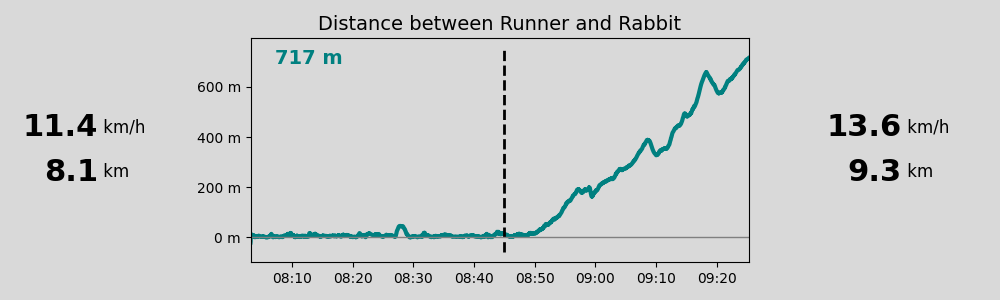 Distance between Runner and Rabbit
717 m
11.4 km/h
8.1 km
600 m
400 m
200 m
0 m
08:10 08:20 08:30 08:40 08:50 09:00 09:10 09:20
13.6 km/h
9.3 km